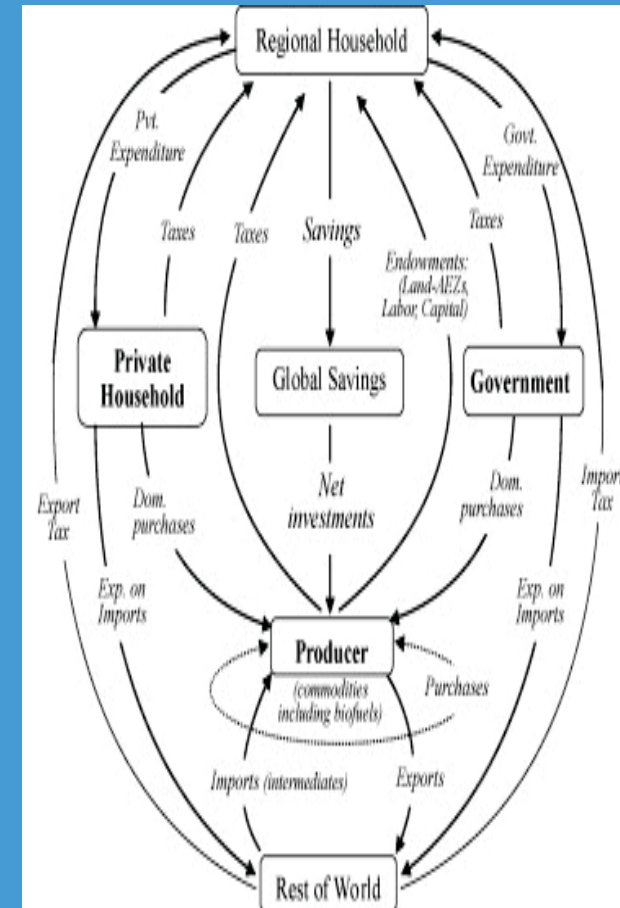 Regional Household
Pvt.
Expenditure
Govt.
Expenditure
Taxes
Taxes
Savings
Taxes
Endowments:
(Land-AEZs,
Labor, Capital)
Private
Household
Global Savings
Government
Export
Tax
Dom.
purchases
Net
investments
Dom.
purchases
Import
Tax
Exp. on
Imports
Exp. on
Imports
Producer
(commodities
including biofuels)
Purchases
Imports (intermediates)
Exports
Rest of World